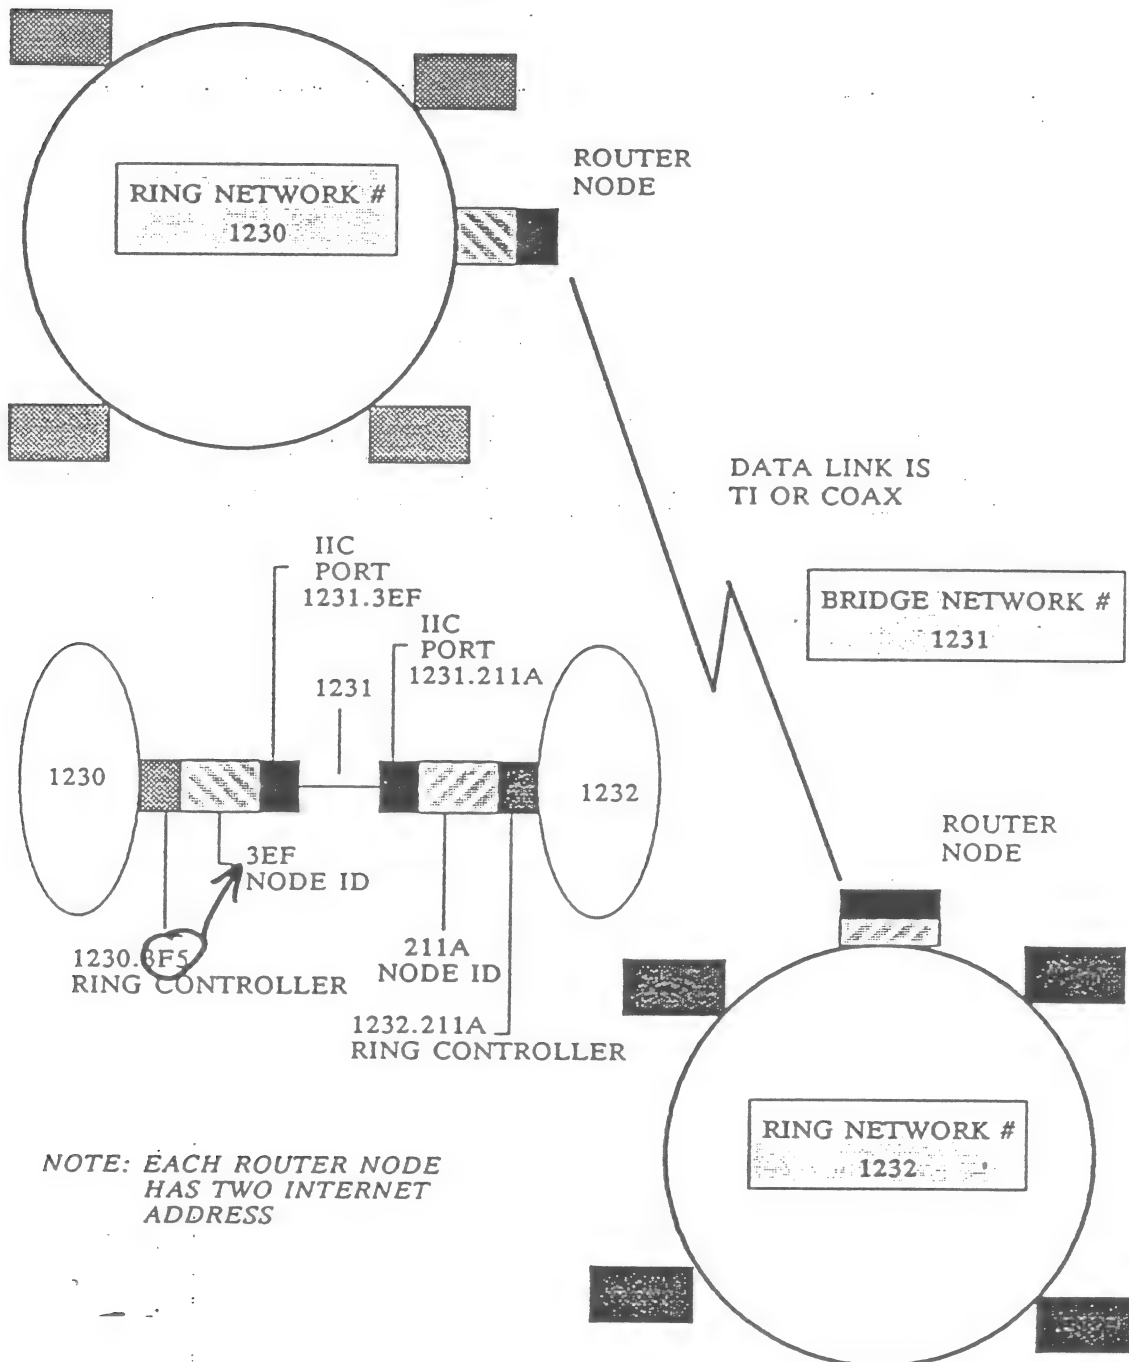 RING NETWORK #
1230
ROUTER
NODE
DATA LINK IS
TI OR COAX
BRIDGE NETWORK #
1231
IIC
PORT
1231.3EF
IIC
PORT
1231.211A
1231
1230
1232
3EF
NODE ID
1230.3F5
RING CONTROLLER
211A
NODE ID
1232.211A
RING CONTROLLER
ROUTER
NODE
RING NETWORK #
1232
NOTE: EACH ROUTER NODE
HAS TWO INTERNET
ADDRESS